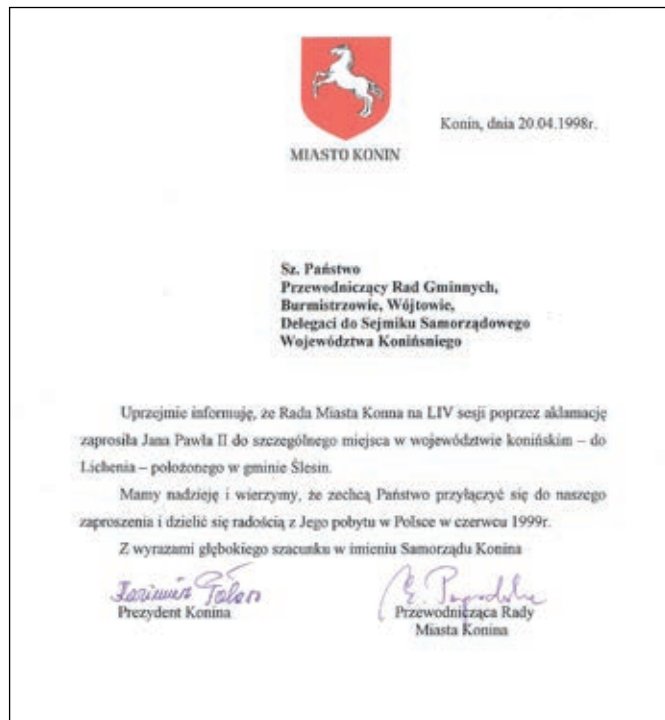 Konin, dnia 20.04.1998r.
MIASTO KONIN
Sz. Państwo
Przewodniczący Rad Gminnych,
Burmistrzowie, Wójtowie,
Delegaci do Sejmiku Samorządowego
Województwa Konińsniego
Uprzejmie informuję, że Rada Miasta Konna na LIV sesji poprzez aklamację
zaprosiła Jana Pawła II do szczególnego miejsca w województwie konińskim – do
Lichenia – położonego w gminie Ślesin.
Mamy nadzieję i wierzymy, że zechcą Państwo przyłączyć się do naszego
zaproszenia i dzielić się radością z Jego pobytu w Polsce w czerwcu 1999r.
Z wyrazami głębokiego szacunku w imieniu Samorządu Konina
Prezydent Konina
Przewodnicząca Rady
Miasta Konina